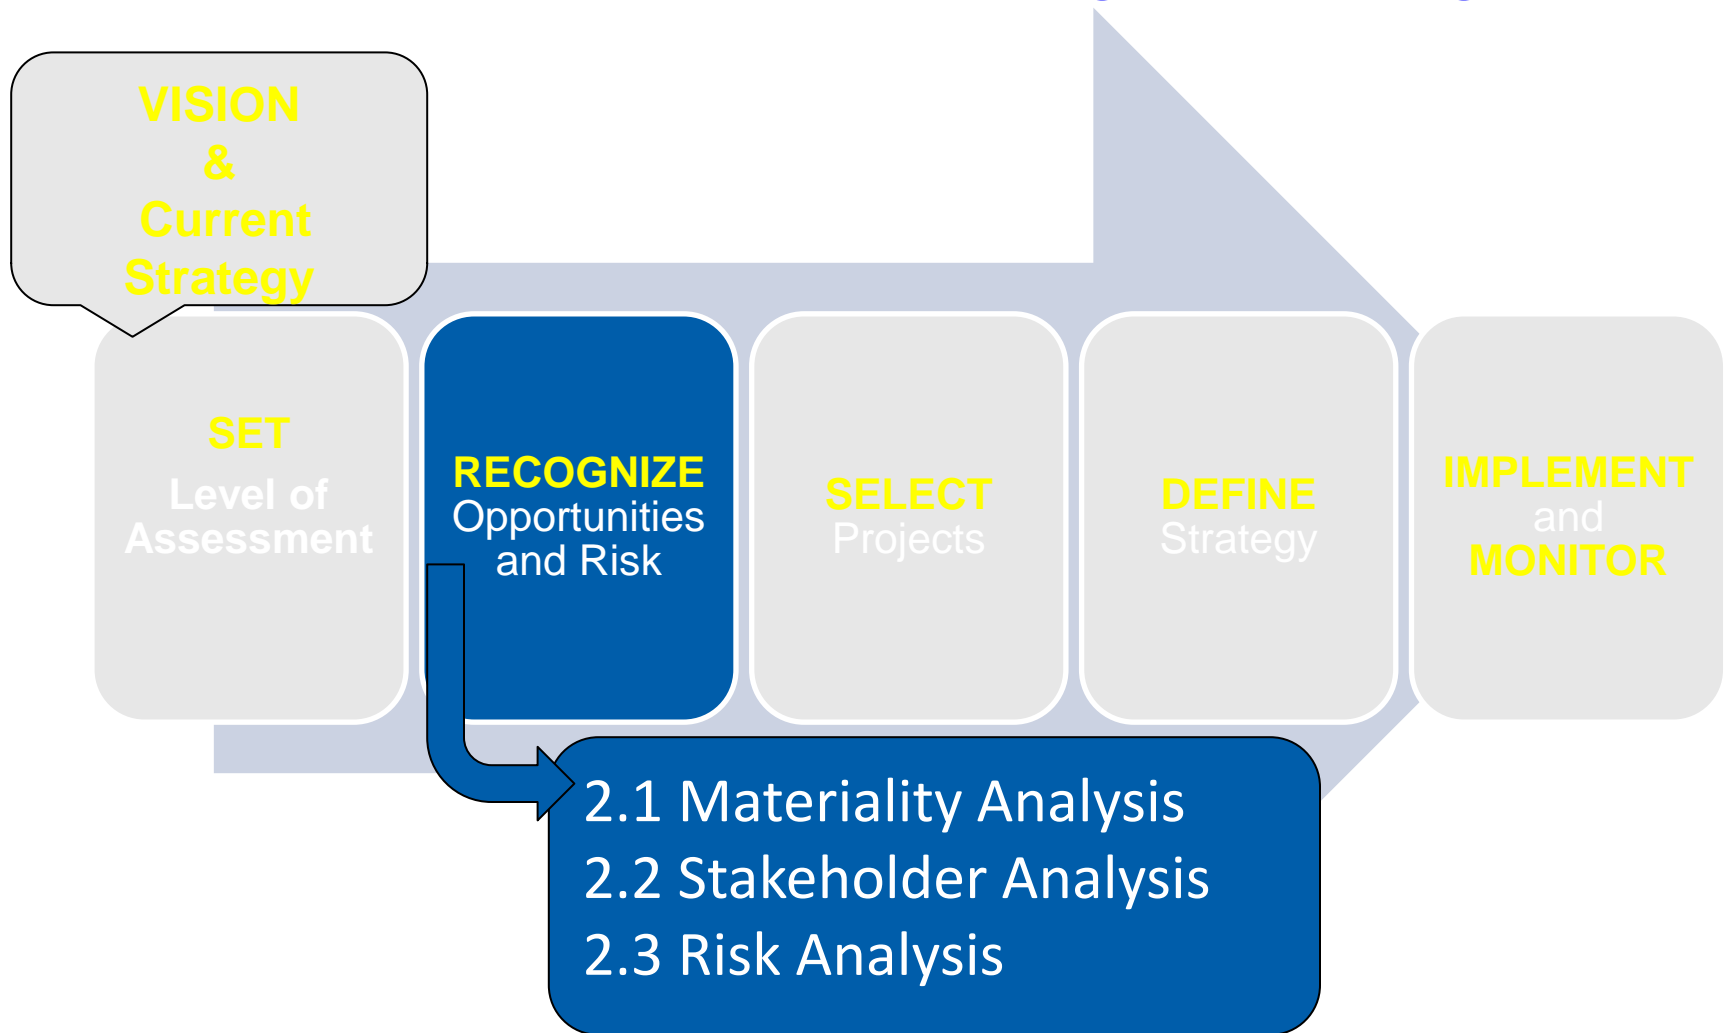 VISION
&
Current
Strategy
SET
Level of
Assessment
RECOGNIZE
Opportunities
and Risk
SELECT
Projects
DEFINE
Strategy
IMPLEMENT
and
MONITOR
2.1 Materiality Analysis
2.2 Stakeholder Analysis
2.3 Risk Analysis